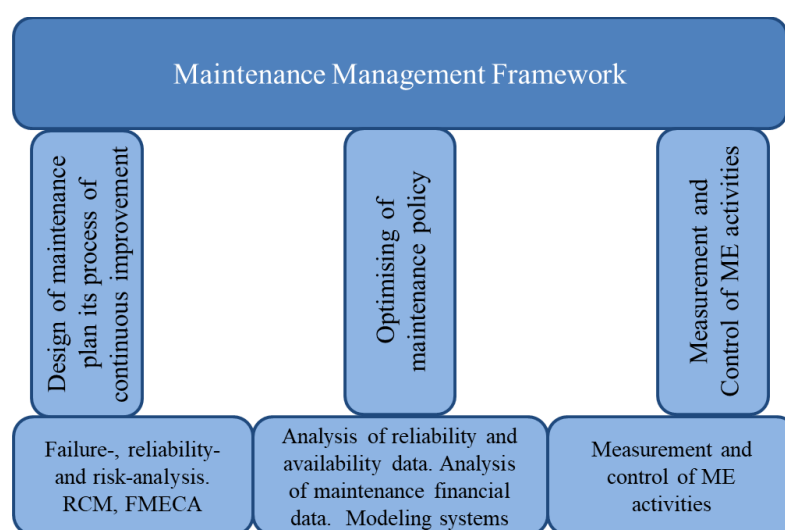 Maintenance Management Framework
Design of maintenance
plan its process of
continuous improvement
Optimising of
maintenance policy
Measurement and
Control of ME activities
Failure-, reliability-
and risk-analysis.
RCM, FMECA
Analysis of reliability and
availability data. Analysis
of maintenance financial
data. Modeling systems
Measurement and
control of ME
activities